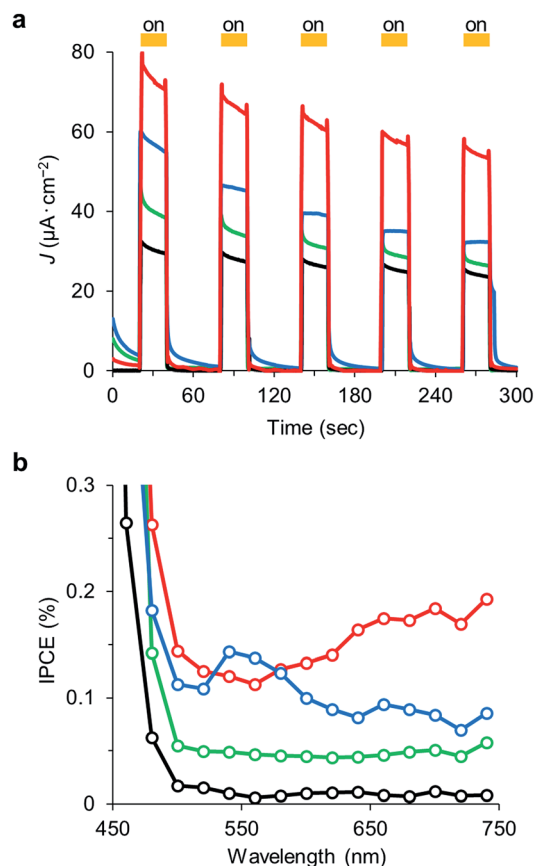 a
on on on on on
80
60
40
20
0
J (μA·cm⁻²)
0 60 120 180 240 300
Time (sec)
b
0.3
0.2
0.1
0
IPCE (%)
450 550 650 750
Wavelength (nm)